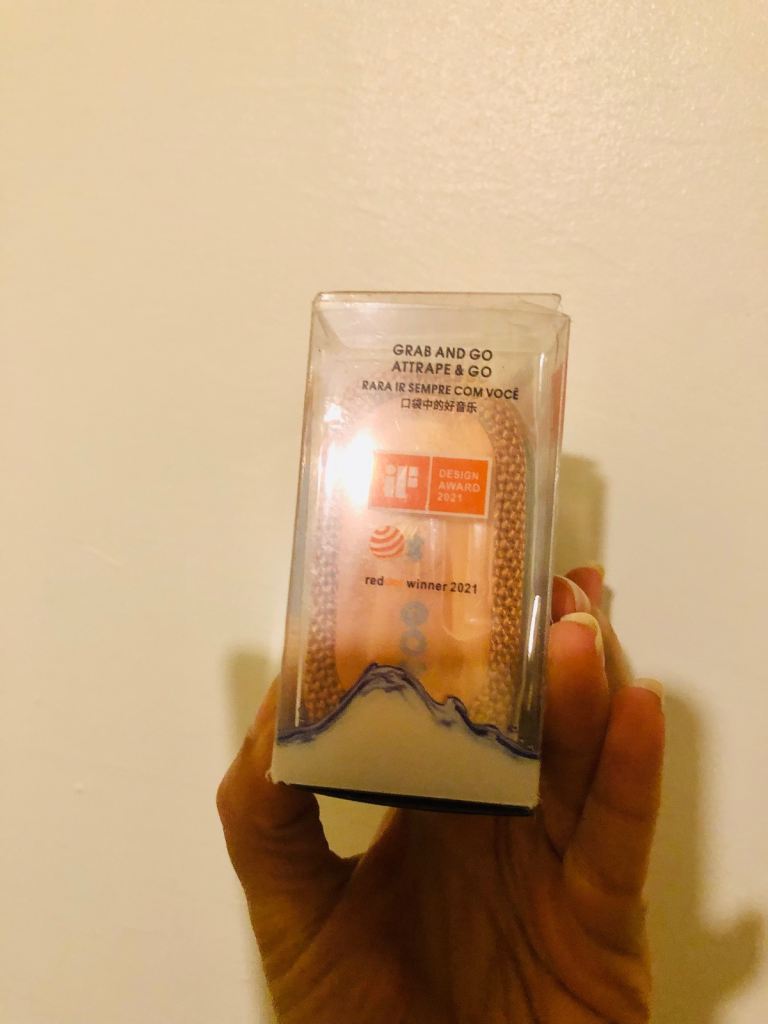 GRAB AND GO
ATTRAPE & GO
RARA IR SEMPRE COM VOCÊ
口袋中的好音乐
iF DESIGN
AWARD
2021
red winner 2021